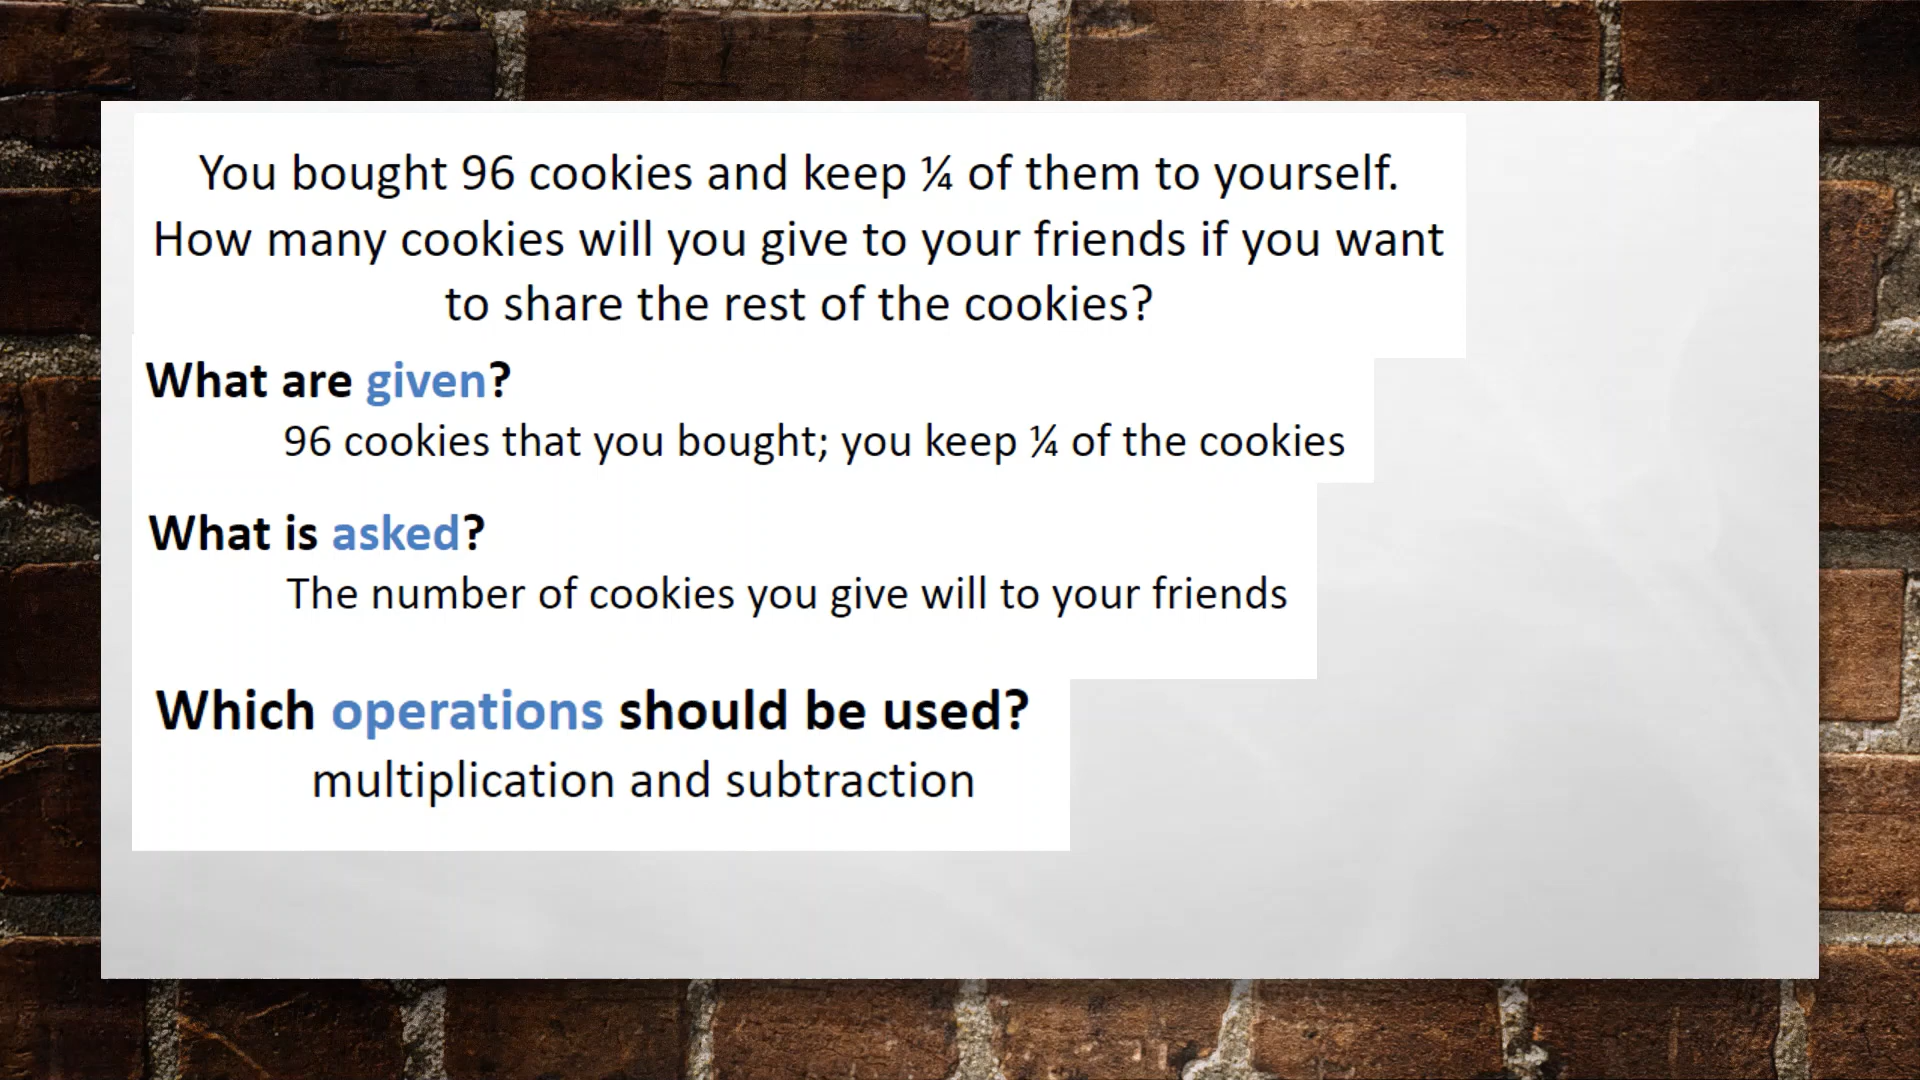 You bought 96 cookies and keep ¼ of them to yourself.
How many cookies will you give to your friends if you want
to share the rest of the cookies?
What are given?
96 cookies that you bought; you keep ¼ of the cookies
What is asked?
The number of cookies you give will to your friends
Which operations should be used?
multiplication and subtraction